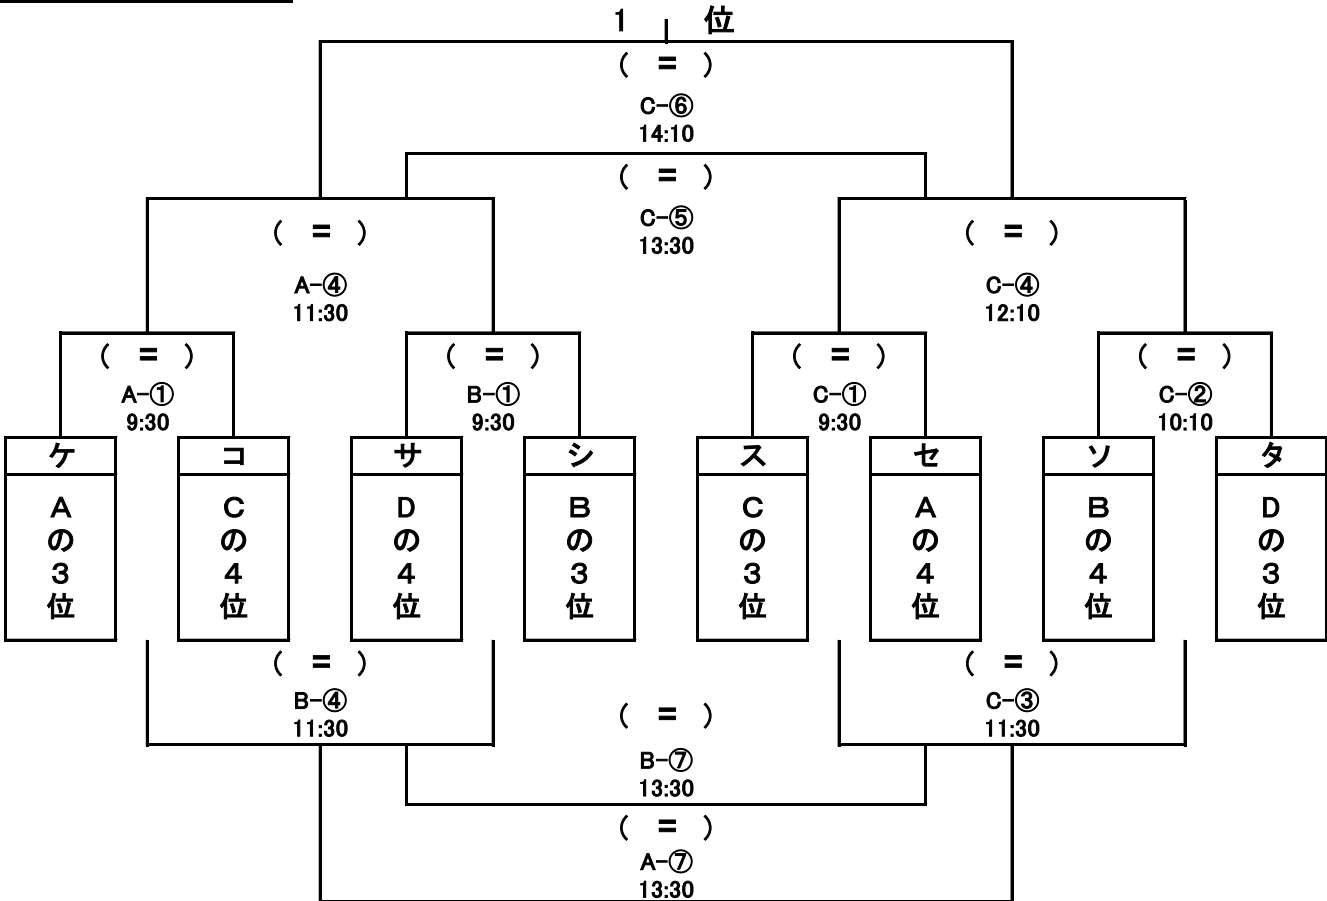 1 位
( = )
C-⑥
14:10
( = )
C-⑤
13:30
( = ) ( = )
A-④ C-④
11:30 12:10
( = ) ( = ) ( = ) ( = )
A-① B-① C-① C-②
9:30 9:30 9:30 10:10
ケ コ サ シ ス セ ソ タ
Aの3位
Cの4位
Dの4位
Bの3位
Cの3位
Aの4位
Bの4位
Dの3位
( = ) ( = )
B-④ C-③
11:30 11:30
( = )
B-⑦
13:30
( = )
A-⑦
13:30